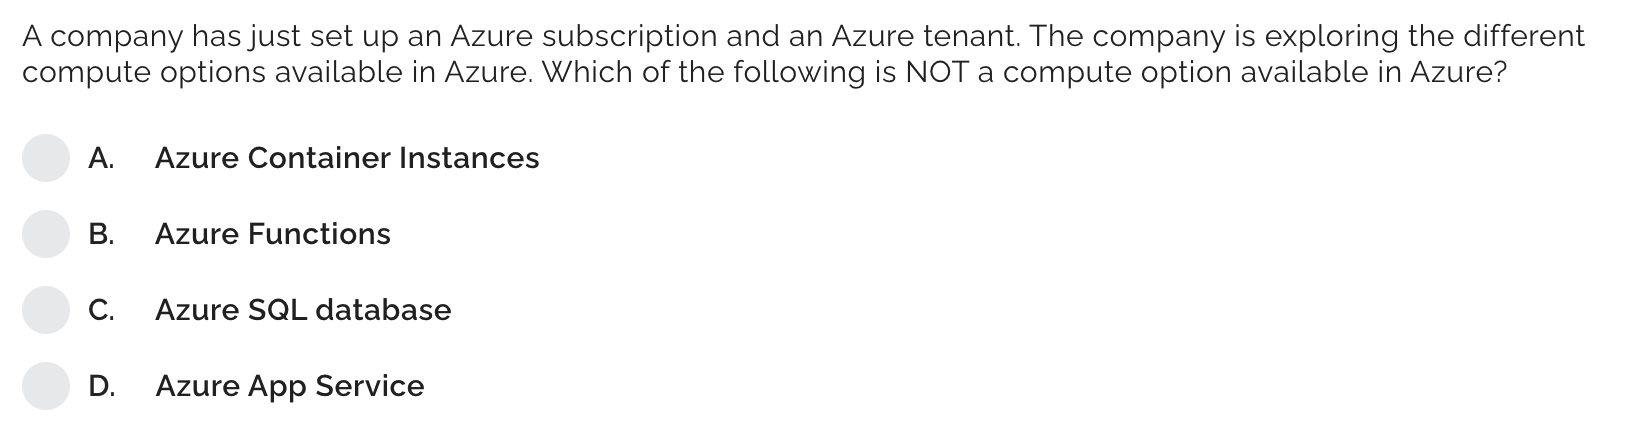 A company has just set up an Azure subscription and an Azure tenant. The company is exploring the different
compute options available in Azure. Which of the following is NOT a compute option available in Azure?
A. Azure Container Instances
B. Azure Functions
C. Azure SQL database
D. Azure App Service